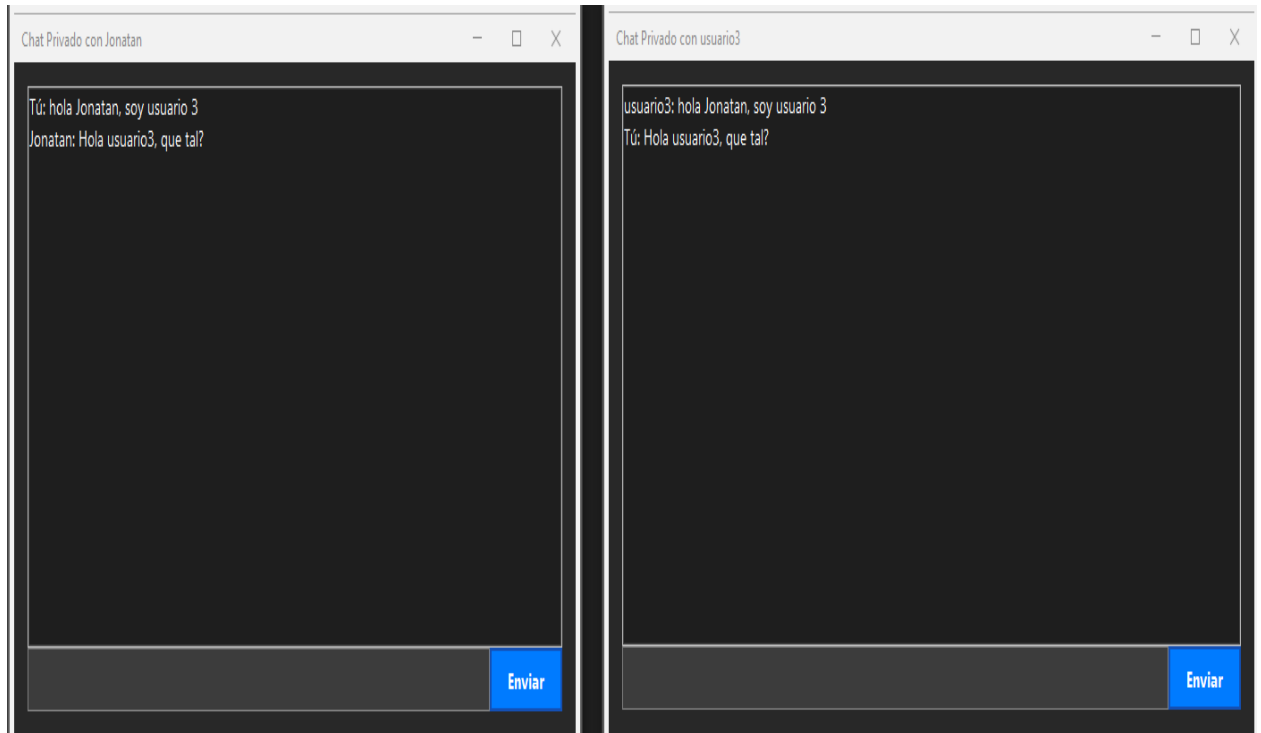 Chat Privado con Jonatan
Tú: hola Jonatan, soy usuario 3
Jonatan: Hola usuario3, que tal?
Enviar
Chat Privado con usuario3
usuario3: hola Jonatan, soy usuario 3
Tú: Hola usuario3, que tal?
Enviar